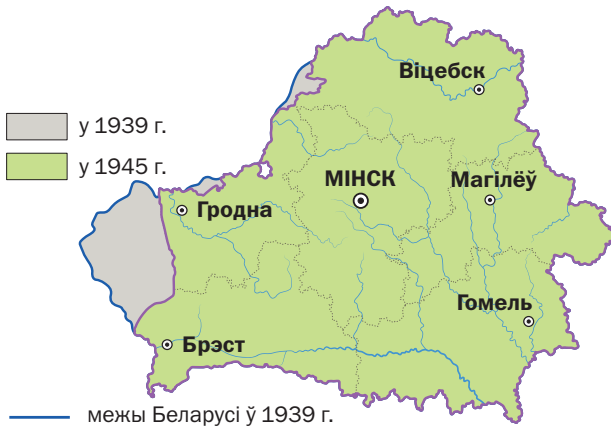 Віцебск
у 1939 г.
у 1945 г.
МІНСК
Магілёў
Гродна
Гомель
Брэст
межы Беларусі ў 1939 г.